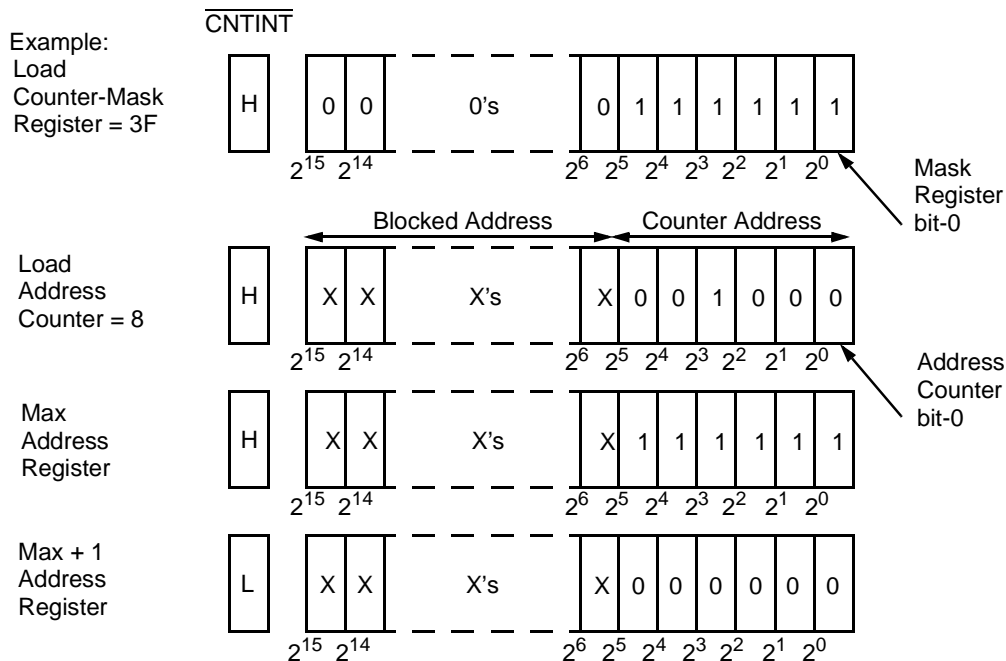 CNTINT
Example:
Load
Counter-Mask
Register = 3F
H
0 0 0's 0 1 1 1 1 1 1
2^15 2^14 2^6 2^5 2^4 2^3 2^2 2^1 2^0
Mask
Register
bit-0
Blocked Address Counter Address
Load
Address
Counter = 8
H
X X X's X 0 0 1 0 0 0
2^15 2^14 2^6 2^5 2^4 2^3 2^2 2^1 2^0
Address
Counter
bit-0
Max
Address
Register
H
X X X's X 1 1 1 1 1 1
2^15 2^14 2^6 2^5 2^4 2^3 2^2 2^1 2^0
Max + 1
Address
Register
L
X X X's X 0 0 0 0 0 0
2^15 2^14 2^6 2^5 2^4 2^3 2^2 2^1 2^0